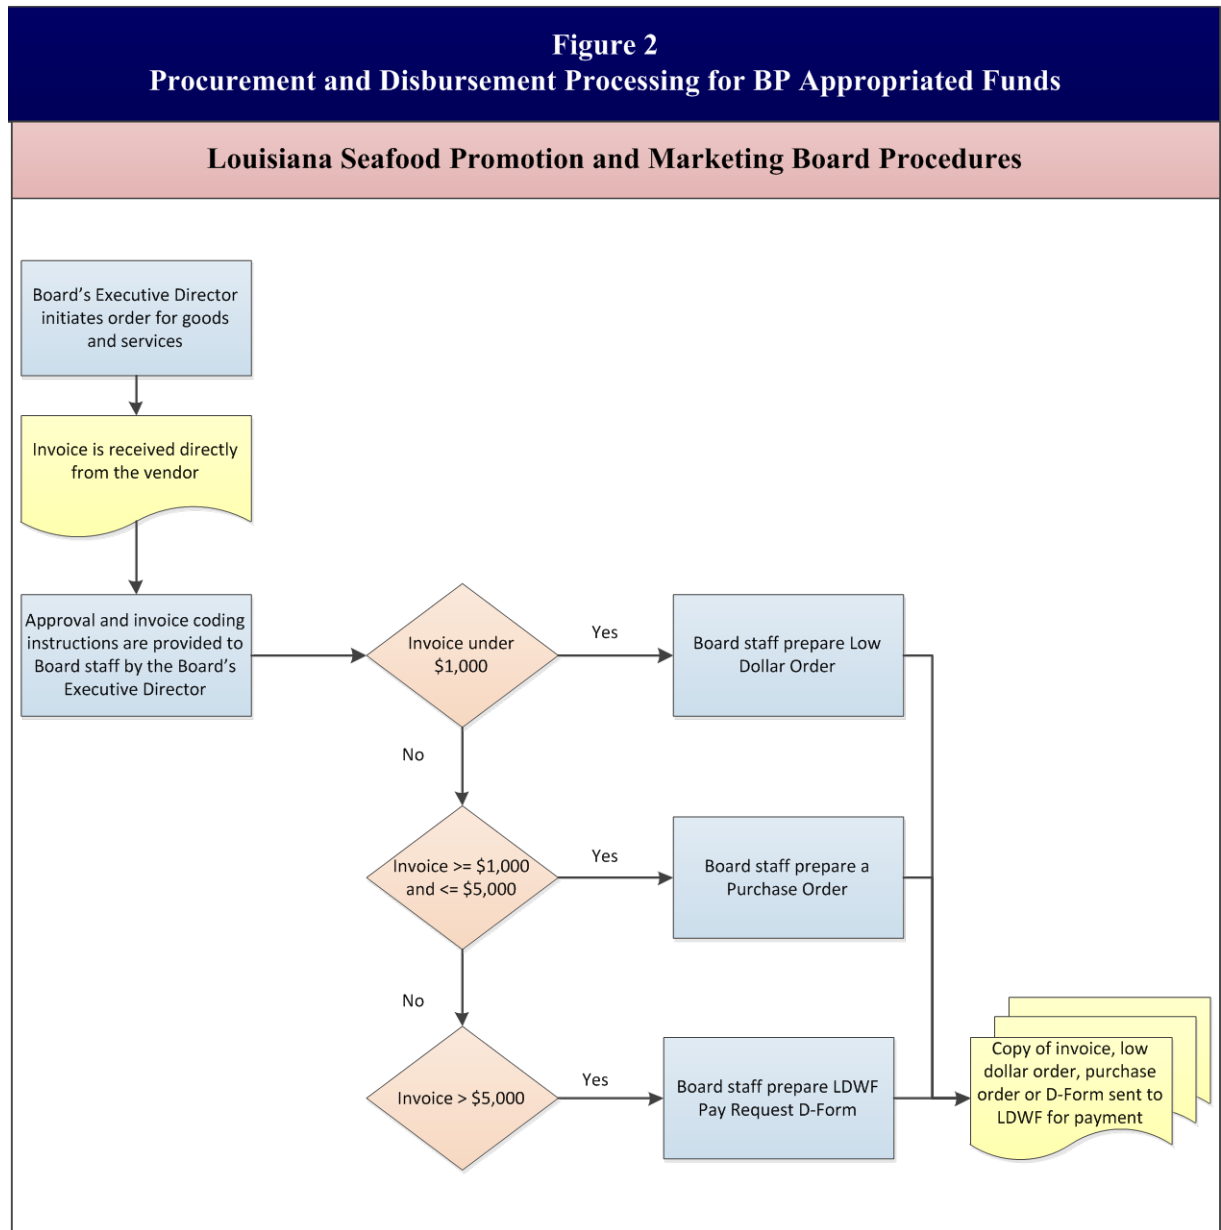 Figure 2
Procurement and Disbursement Processing for BP Appropriated Funds
Louisiana Seafood Promotion and Marketing Board Procedures
Board’s Executive Director
initiates order for goods
and services
Invoice is received directly
from the vendor
Approval and invoice coding
instructions are provided to
Board staff by the Board’s
Executive Director
Invoice under
$1,000
Yes
Board staff prepare Low
Dollar Order
No
Invoice >= $1,000
and <= $5,000
Yes
Board staff prepare a
Purchase Order
No
Invoice > $5,000
Yes
Board staff prepare LDWF
Pay Request D-Form
Copy of invoice, low
dollar order, purchase
order or D-Form sent to
LDWF for payment